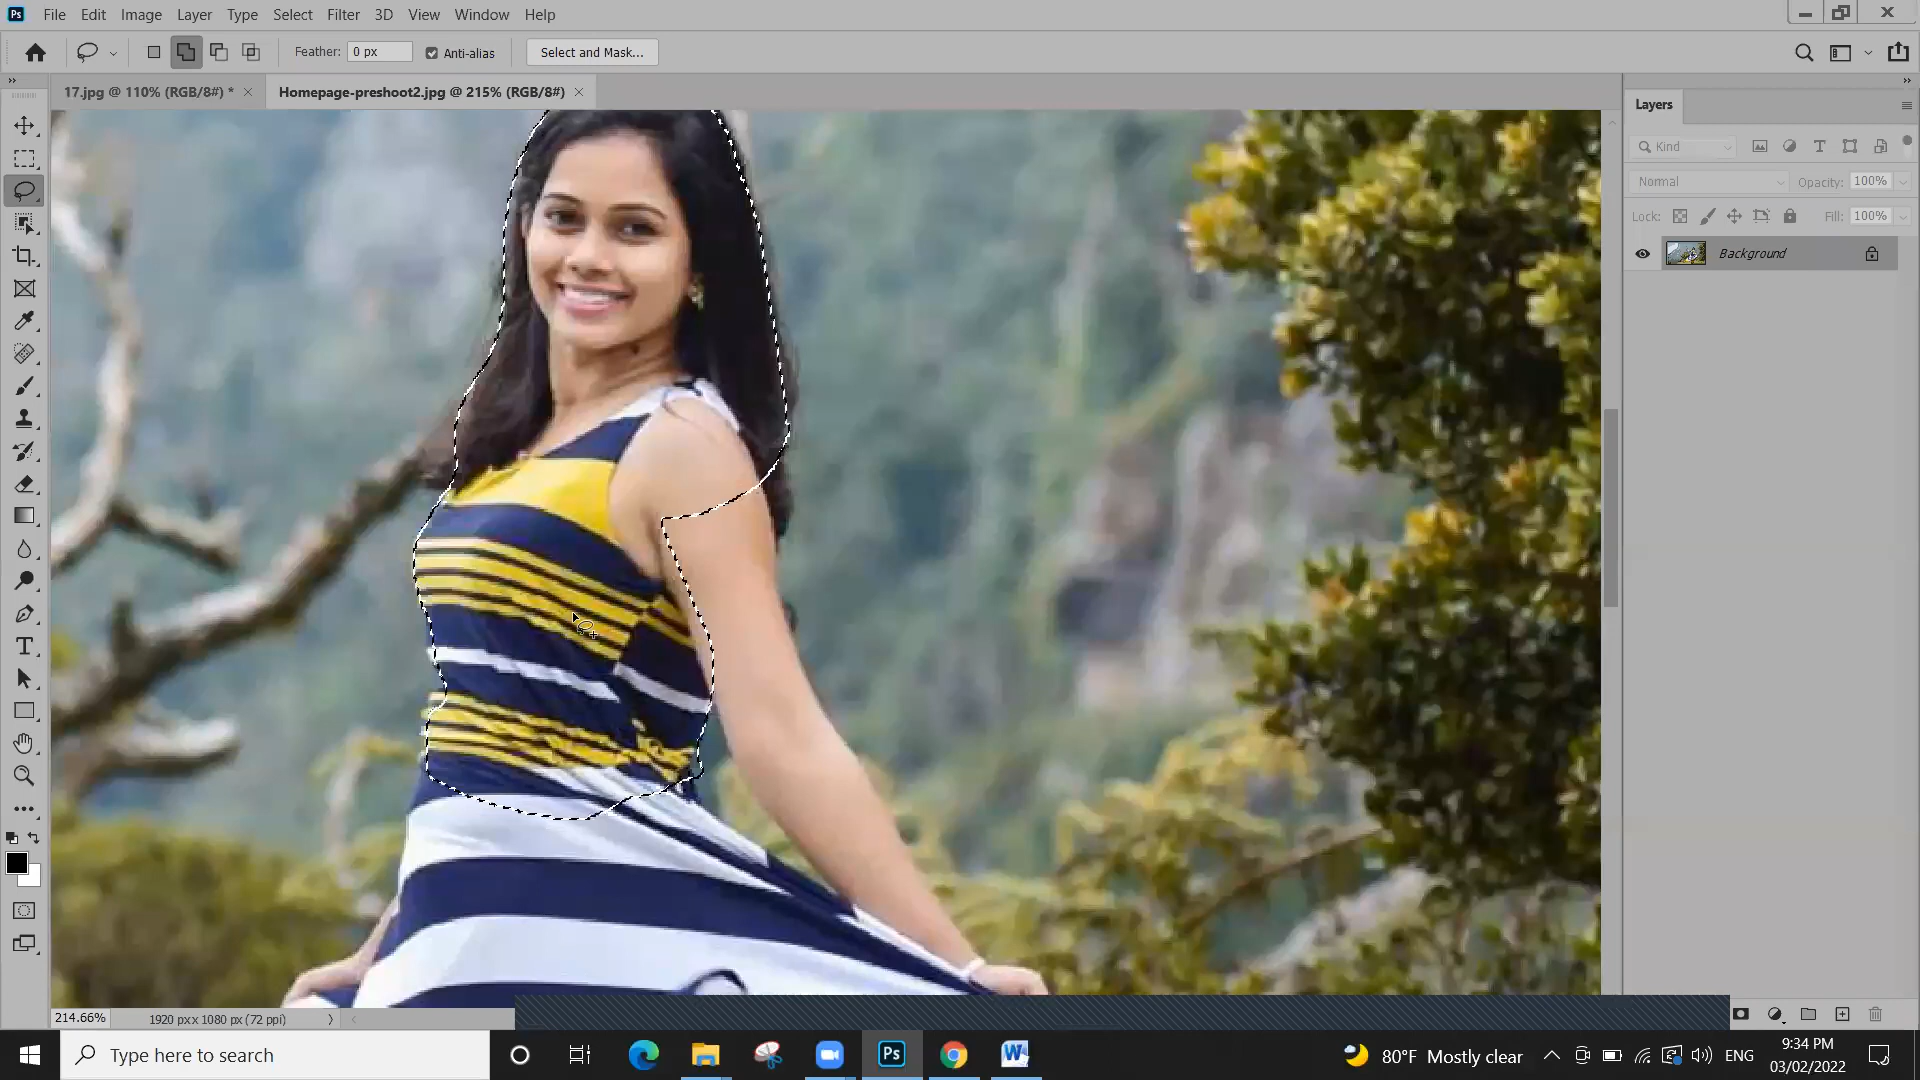 Ps File Edit Image Layer Type Select Filter 3D View Window Help
Feather: 0 px Anti-alias Select and Mask...
17.jpg @ 110% (RGB/8#) * Homepage-preshoot2.jpg @ 215% (RGB/8#)
Layers
Kind
Normal Opacity: 100%
Lock: Fill: 100%
Background
214.66% 1920 px x 1080 px (72 ppi)
Type here to search
Ps
W
80°F Mostly clear
ENG
9:34 PM
03/02/2022